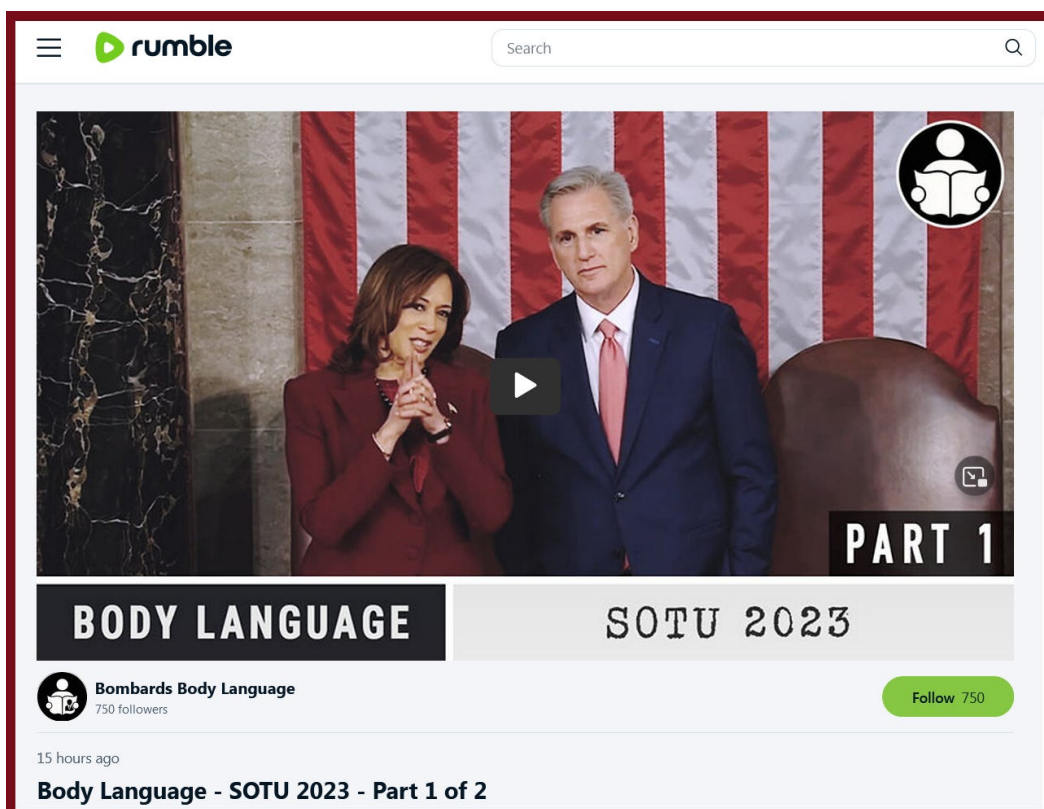 rumble
Search
PART 1
BODY LANGUAGE
SOTU 2023
Bombards Body Language
750 followers
Follow 750
15 hours ago
Body Language - SOTU 2023 - Part 1 of 2